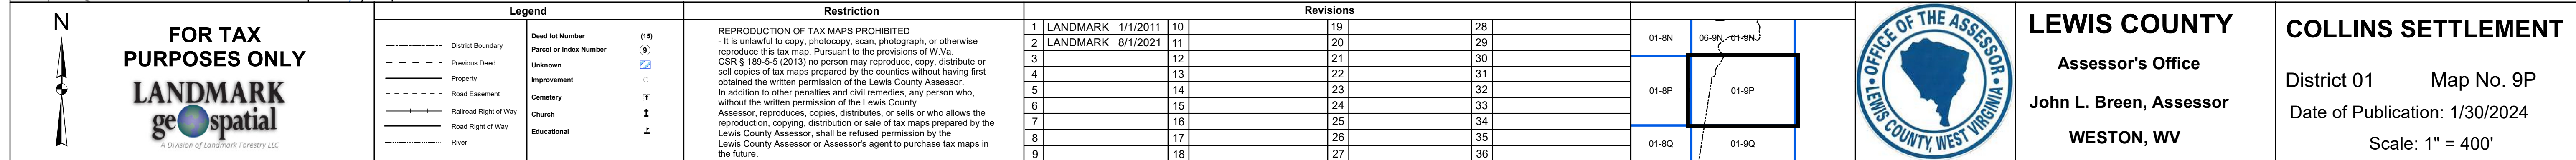 N
FOR TAX
PURPOSES ONLY
LANDMARK
geospatial
A Division of Landmark Forestry LLC
Legend
District Boundary
Previous Deed
Property
Road Easement
Railroad Right of Way
Road Right of Way
River
Deed lot Number (15)
Parcel or Index Number 9
Unknown
Improvement
Cemetery
Church
Educational
Restriction
REPRODUCTION OF TAX MAPS PROHIBITED
- It is unlawful to copy, photocopy, scan, photograph, or otherwise
reproduce this tax map. Pursuant to the provisions of W.Va.
CSR § 189-5-5 (2013) no person may reproduce, copy, distribute or
sell copies of tax maps prepared by the counties without having first
obtained the written permission of the Lewis County Assessor.
In addition to other penalties and civil remedies, any person who,
without the written permission of the Lewis County
Assessor, reproduces, copies, distributes, or sells or who allows the
reproduction, copying, distribution or sale of tax maps prepared by the
Lewis County Assessor, shall be refused permission by the
Lewis County Assessor or Assessor's agent to purchase tax maps in
the future.
Revisions
1 LANDMARK 1/1/2011 10 19 28
2 LANDMARK 8/1/2021 11 20 29
3 12 21 30
4 13 22 31
5 14 23 32
6 15 24 33
7 16 25 34
8 17 26 35
9 18 27 36
01-8N 06-9N 01-9N
01-8P 01-9P
01-8Q 01-9Q
OFFICE OF THE ASSESSOR
LEWIS COUNTY, WEST VIRGINIA
LEWIS COUNTY
Assessor's Office
John L. Breen, Assessor
WESTON, WV
COLLINS SETTLEMENT
District 01 Map No. 9P
Date of Publication: 1/30/2024
Scale: 1" = 400'